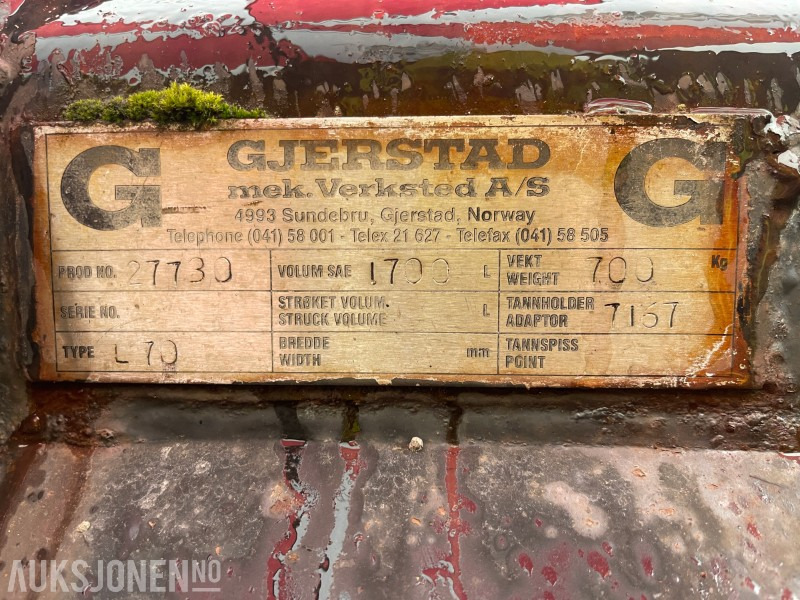 G GJERSTAD G
mek. Verksted A/S
4993 Sundebru, Gjerstad, Norway
Telephone (041) 58 001 - Telex 21 627 - Telefax (041) 58 505
PROD NO. 27730 VOLUM SAE 1700 L VEKT WEIGHT 700 Kg
SERIE NO. STRØKET VOLUM. STRUCK VOLUME L TANNHOLDER ADAPTOR 7167
TYPE L 70 BREDDE WIDTH mm TANNSPISS POINT
AUKSJONEN.NO